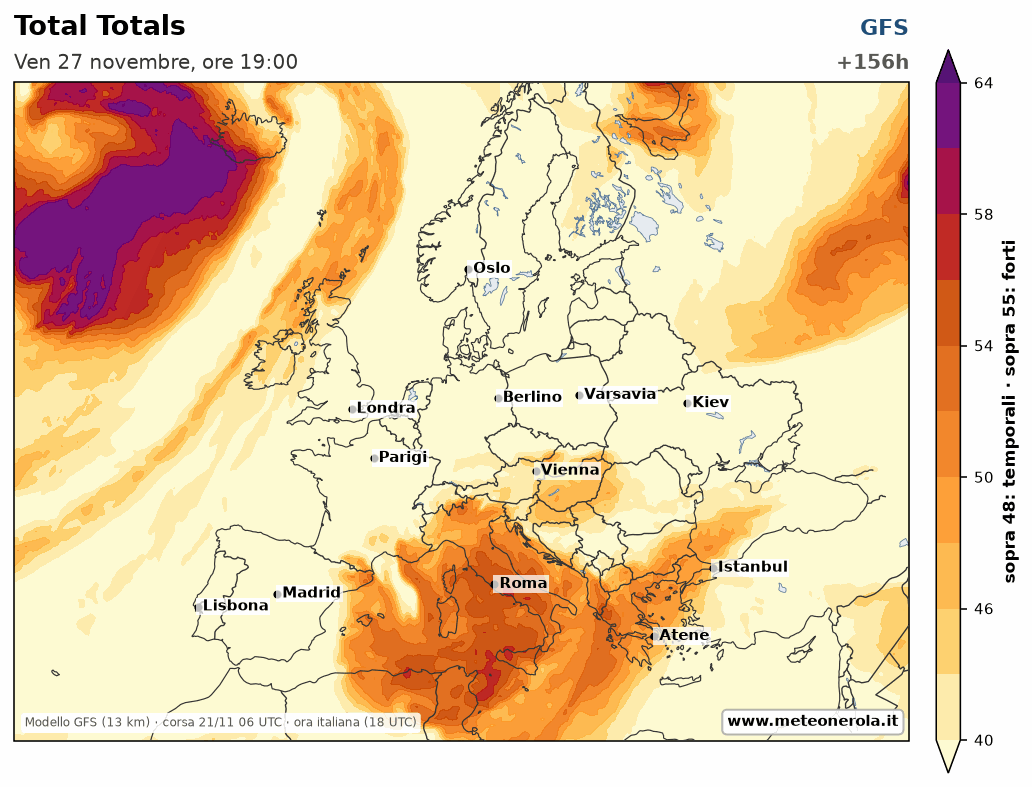 Total Totals
GFS
Ven 27 novembre, ore 19:00
+156h
64
58
54
50
46
40
sopra 48: temporali · sopra 55: forti
Oslo
Berlino
Varsavia
Kiev
Londra
Parigi
Vienna
Istanbul
Roma
Madrid
Lisbona
Atene
Modello GFS (13 km) · corsa 21/11 06 UTC · ora italiana (18 UTC)
www.meteonerola.it